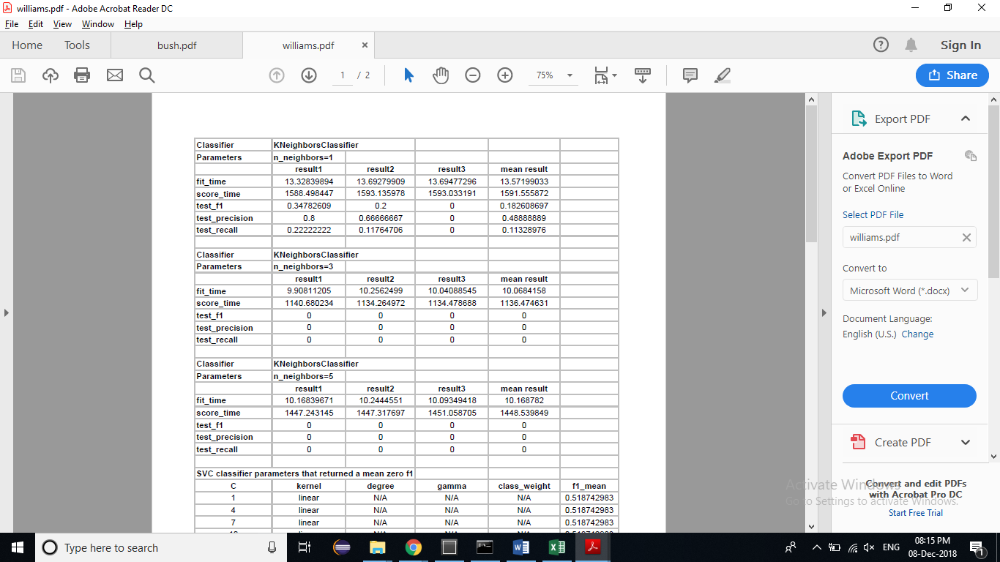 williams.pdf - Adobe Acrobat Reader DC
File Edit View Window Help
Home Tools bush.pdf williams.pdf × ? Sign In
1 / 2 75% Share
Classifier KNeighborsClassifier
Parameters n_neighbors=1
result1 result2 result3 mean result
fit_time 13.32839894 13.69279909 13.69477296 13.57199033
score_time 1588.498447 1593.135978 1593.033191 1591.555872
test_f1 0.34782609 0.2 0 0.182608697
test_precision 0.8 0.66666667 0 0.48888889
test_recall 0.22222222 0.11764706 0 0.11328976
Classifier KNeighborsClassifier
Parameters n_neighbors=3
result1 result2 result3 mean result
fit_time 9.90811205 10.2562499 10.04088545 10.0684158
score_time 1140.680234 1134.264972 1134.478688 1136.474631
test_f1 0 0 0 0
test_precision 0 0 0 0
test_recall 0 0 0 0
Classifier KNeighborsClassifier
Parameters n_neighbors=5
result1 result2 result3 mean result
fit_time 10.16839671 10.2444551 10.09349418 10.168782
score_time 1447.243145 1447.317697 1451.058705 1448.539849
test_f1 0 0 0 0
test_precision 0 0 0 0
test_recall 0 0 0 0
SVC classifier parameters that returned a mean zero f1
C kernel degree gamma class_weight f1_mean
1 linear N/A N/A N/A 0.518742983
4 linear N/A N/A N/A 0.518742983
7 linear N/A N/A N/A 0.518742983
Export PDF
Adobe Export PDF
Convert PDF Files to Word
or Excel Online
Select PDF File
williams.pdf
Convert to
Microsoft Word (*.docx)
Document Language:
English (U.S.) Change
Convert
Create PDF
Convert and edit PDFs
with Acrobat Pro DC
Start Free Trial
Activate Windows
Go to Settings to activate Windows.
Type here to search
ENG
08:15 PM
08-Dec-2018
1